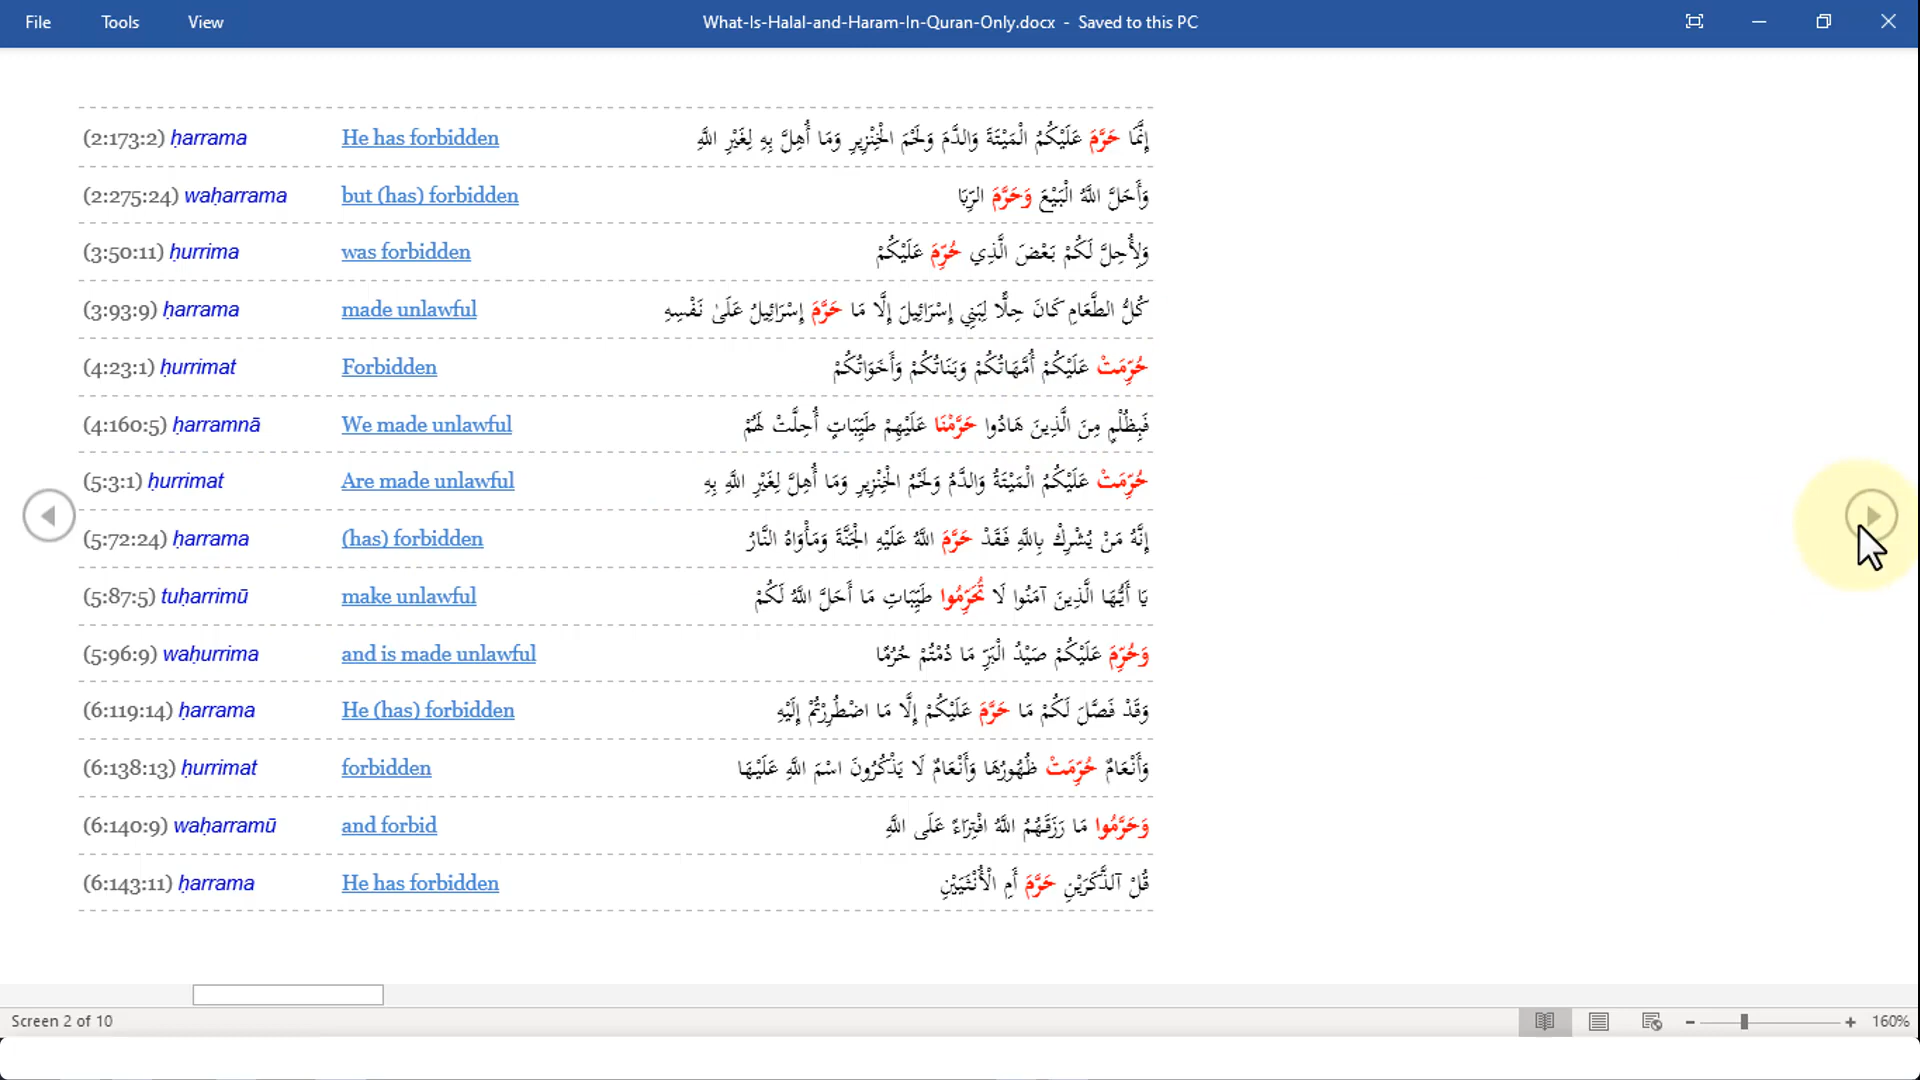 File Tools View What-Is-Halal-and-Haram-In-Quran-Only.docx - Saved to this PC
(2:173:2) ḥarrama He has forbidden إِنَّمَا حَرَّمَ عَلَيْكُمُ الْمَيْتَةَ وَالدَّمَ وَلَحْمَ الْخِنْزِيرِ وَمَا أُهِلَّ بِهِ لِغَيْرِ اللَّهِ
(2:275:24) waḥarrama but (has) forbidden وَأَحَلَّ اللَّهُ الْبَيْعَ وَحَرَّمَ الرِّبَا
(3:50:11) ḥurrima was forbidden وَلِأُحِلَّ لَكُمْ بَعْضَ الَّذِي حُرِّمَ عَلَيْكُمْ
(3:93:9) ḥarrama made unlawful كُلُّ الطَّعَامِ كَانَ حِلًّا لِبَنِي إِسْرَائِيلَ إِلَّا مَا حَرَّمَ إِسْرَائِيلُ عَلَىٰ نَفْسِهِ
(4:23:1) ḥurrimat Forbidden حُرِّمَتْ عَلَيْكُمْ أُمَّهَاتُكُمْ وَبَنَاتُكُمْ وَأَخَوَاتُكُمْ
(4:160:5) ḥarramnā We made unlawful فَبِظُلْمٍ مِنَ الَّذِينَ هَادُوا حَرَّمْنَا عَلَيْهِمْ طَيِّبَاتٍ أُحِلَّتْ لَهُمْ
(5:3:1) ḥurrimat Are made unlawful حُرِّمَتْ عَلَيْكُمُ الْمَيْتَةُ وَالدَّمُ وَلَحْمُ الْخِنْزِيرِ وَمَا أُهِلَّ لِغَيْرِ اللَّهِ بِهِ
(5:72:24) ḥarrama (has) forbidden إِنَّهُ مَنْ يُشْرِكْ بِاللَّهِ فَقَدْ حَرَّمَ اللَّهُ عَلَيْهِ الْجَنَّةَ وَمَأْوَاهُ النَّارُ
(5:87:5) tuḥarrimū make unlawful يَا أَيُّهَا الَّذِينَ آمَنُوا لَا تُحَرِّمُوا طَيِّبَاتِ مَا أَحَلَّ اللَّهُ لَكُمْ
(5:96:9) waḥurrima and is made unlawful وَحُرِّمَ عَلَيْكُمْ صَيْدُ الْبَرِّ مَا دُمْتُمْ حُرُمًا
(6:119:14) ḥarrama He (has) forbidden وَقَدْ فَصَّلَ لَكُمْ مَا حَرَّمَ عَلَيْكُمْ إِلَّا مَا اضْطُرِرْتُمْ إِلَيْهِ
(6:138:13) ḥurrimat forbidden وَأَنْعَامٌ حُرِّمَتْ ظُهُورُهَا وَأَنْعَامٌ لَا يَذْكُرُونَ اسْمَ اللَّهِ عَلَيْهَا
(6:140:9) waḥarramū and forbid وَحَرَّمُوا مَا رَزَقَهُمُ اللَّهُ افْتِرَاءً عَلَى اللَّهِ
(6:143:11) ḥarrama He has forbidden قُلْ آلذَّكَرَيْنِ حَرَّمَ أَمِ الْأُنْثَيَيْنِ
Screen 2 of 10 160%